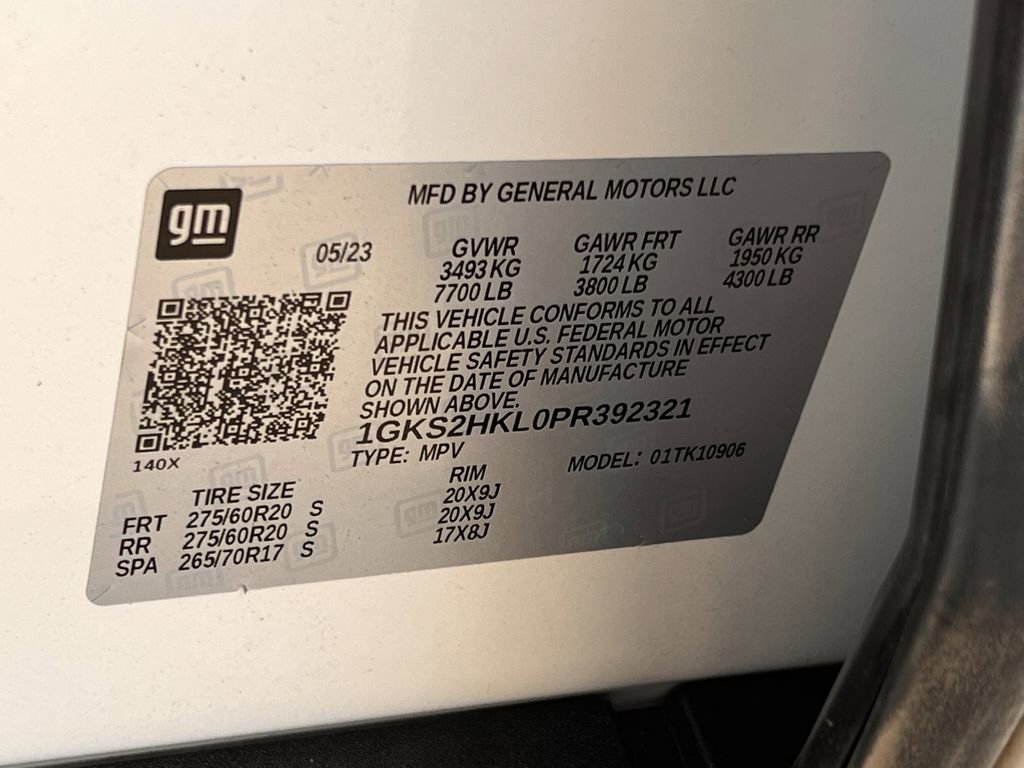 gm
MFD BY GENERAL MOTORS LLC
05/23 GVWR GAWR FRT GAWR RR
3493 KG 1724 KG 1950 KG
7700 LB 3800 LB 4300 LB
THIS VEHICLE CONFORMS TO ALL
APPLICABLE U.S. FEDERAL MOTOR
VEHICLE SAFETY STANDARDS IN EFFECT
ON THE DATE OF MANUFACTURE
SHOWN ABOVE.
1GKS2HKL0PR392321
140X
TYPE: MPV MODEL: 01TK10906
TIRE SIZE RIM
FRT 275/60R20 S 20X9J
RR 275/60R20 S 20X9J
SPA 265/70R17 S 17X8J